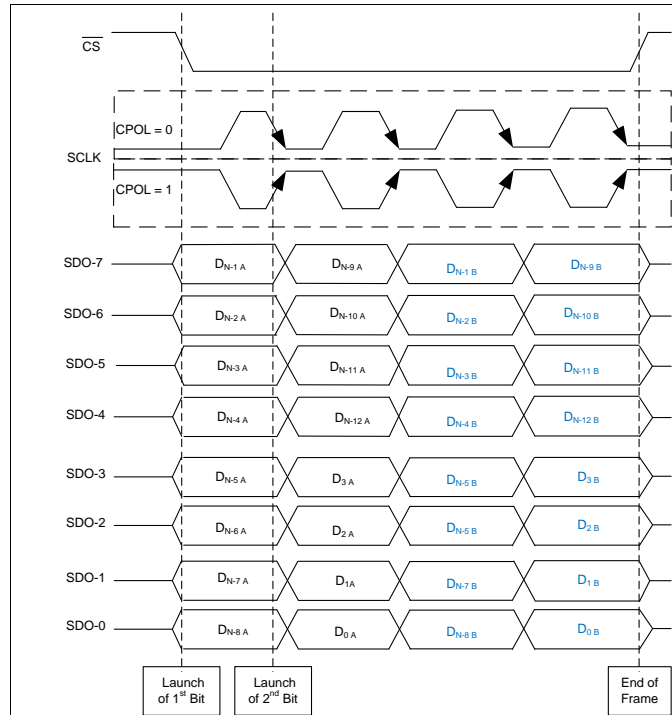 CS
CPOL = 0
SCLK
CPOL = 1
SDO-7 DN-1 A DN-9 A DN-1 B DN-9 B
SDO-6 DN-2 A DN-10 A DN-2 B DN-10 B
SDO-5 DN-3 A DN-11 A DN-3 B DN-11 B
SDO-4 DN-4 A DN-12 A DN-4 B DN-12 B
SDO-3 DN-5 A D3 A DN-5 B D3 B
SDO-2 DN-6 A D2 A DN-5 B D2 B
SDO-1 DN-7 A D1A DN-7 B D1 B
SDO-0 DN-8 A D0 A DN-8 B D0 B
Launch
of 1st Bit
Launch
of 2nd Bit
End of
Frame